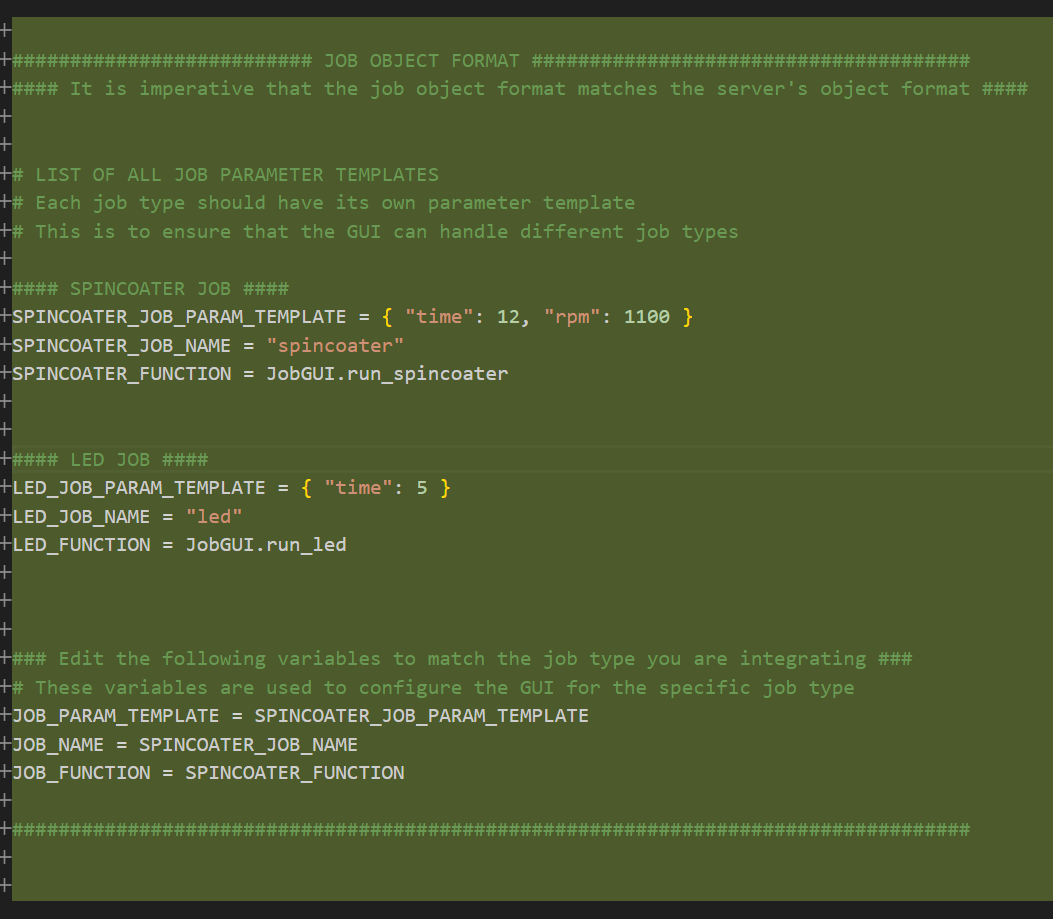 +
+########################## JOB OBJECT FORMAT ######################################
+#### It is imperative that the job object format matches the server's object format ####
+
+
+# LIST OF ALL JOB PARAMETER TEMPLATES
+# Each job type should have its own parameter template
+# This is to ensure that the GUI can handle different job types
+
+#### SPINCOATER JOB ####
+SPINCOATER_JOB_PARAM_TEMPLATE = { "time": 12, "rpm": 1100 }
+SPINCOATER_JOB_NAME = "spincoater"
+SPINCOATER_FUNCTION = JobGUI.run_spincoater
+
+
+#### LED JOB ####
+LED_JOB_PARAM_TEMPLATE = { "time": 5 }
+LED_JOB_NAME = "led"
+LED_FUNCTION = JobGUI.run_led
+
+
+
+### Edit the following variables to match the job type you are integrating ###
+# These variables are used to configure the GUI for the specific job type
+JOB_PARAM_TEMPLATE = SPINCOATER_JOB_PARAM_TEMPLATE
+JOB_NAME = SPINCOATER_JOB_NAME
+JOB_FUNCTION = SPINCOATER_FUNCTION
+
+###################################################################################
+
+